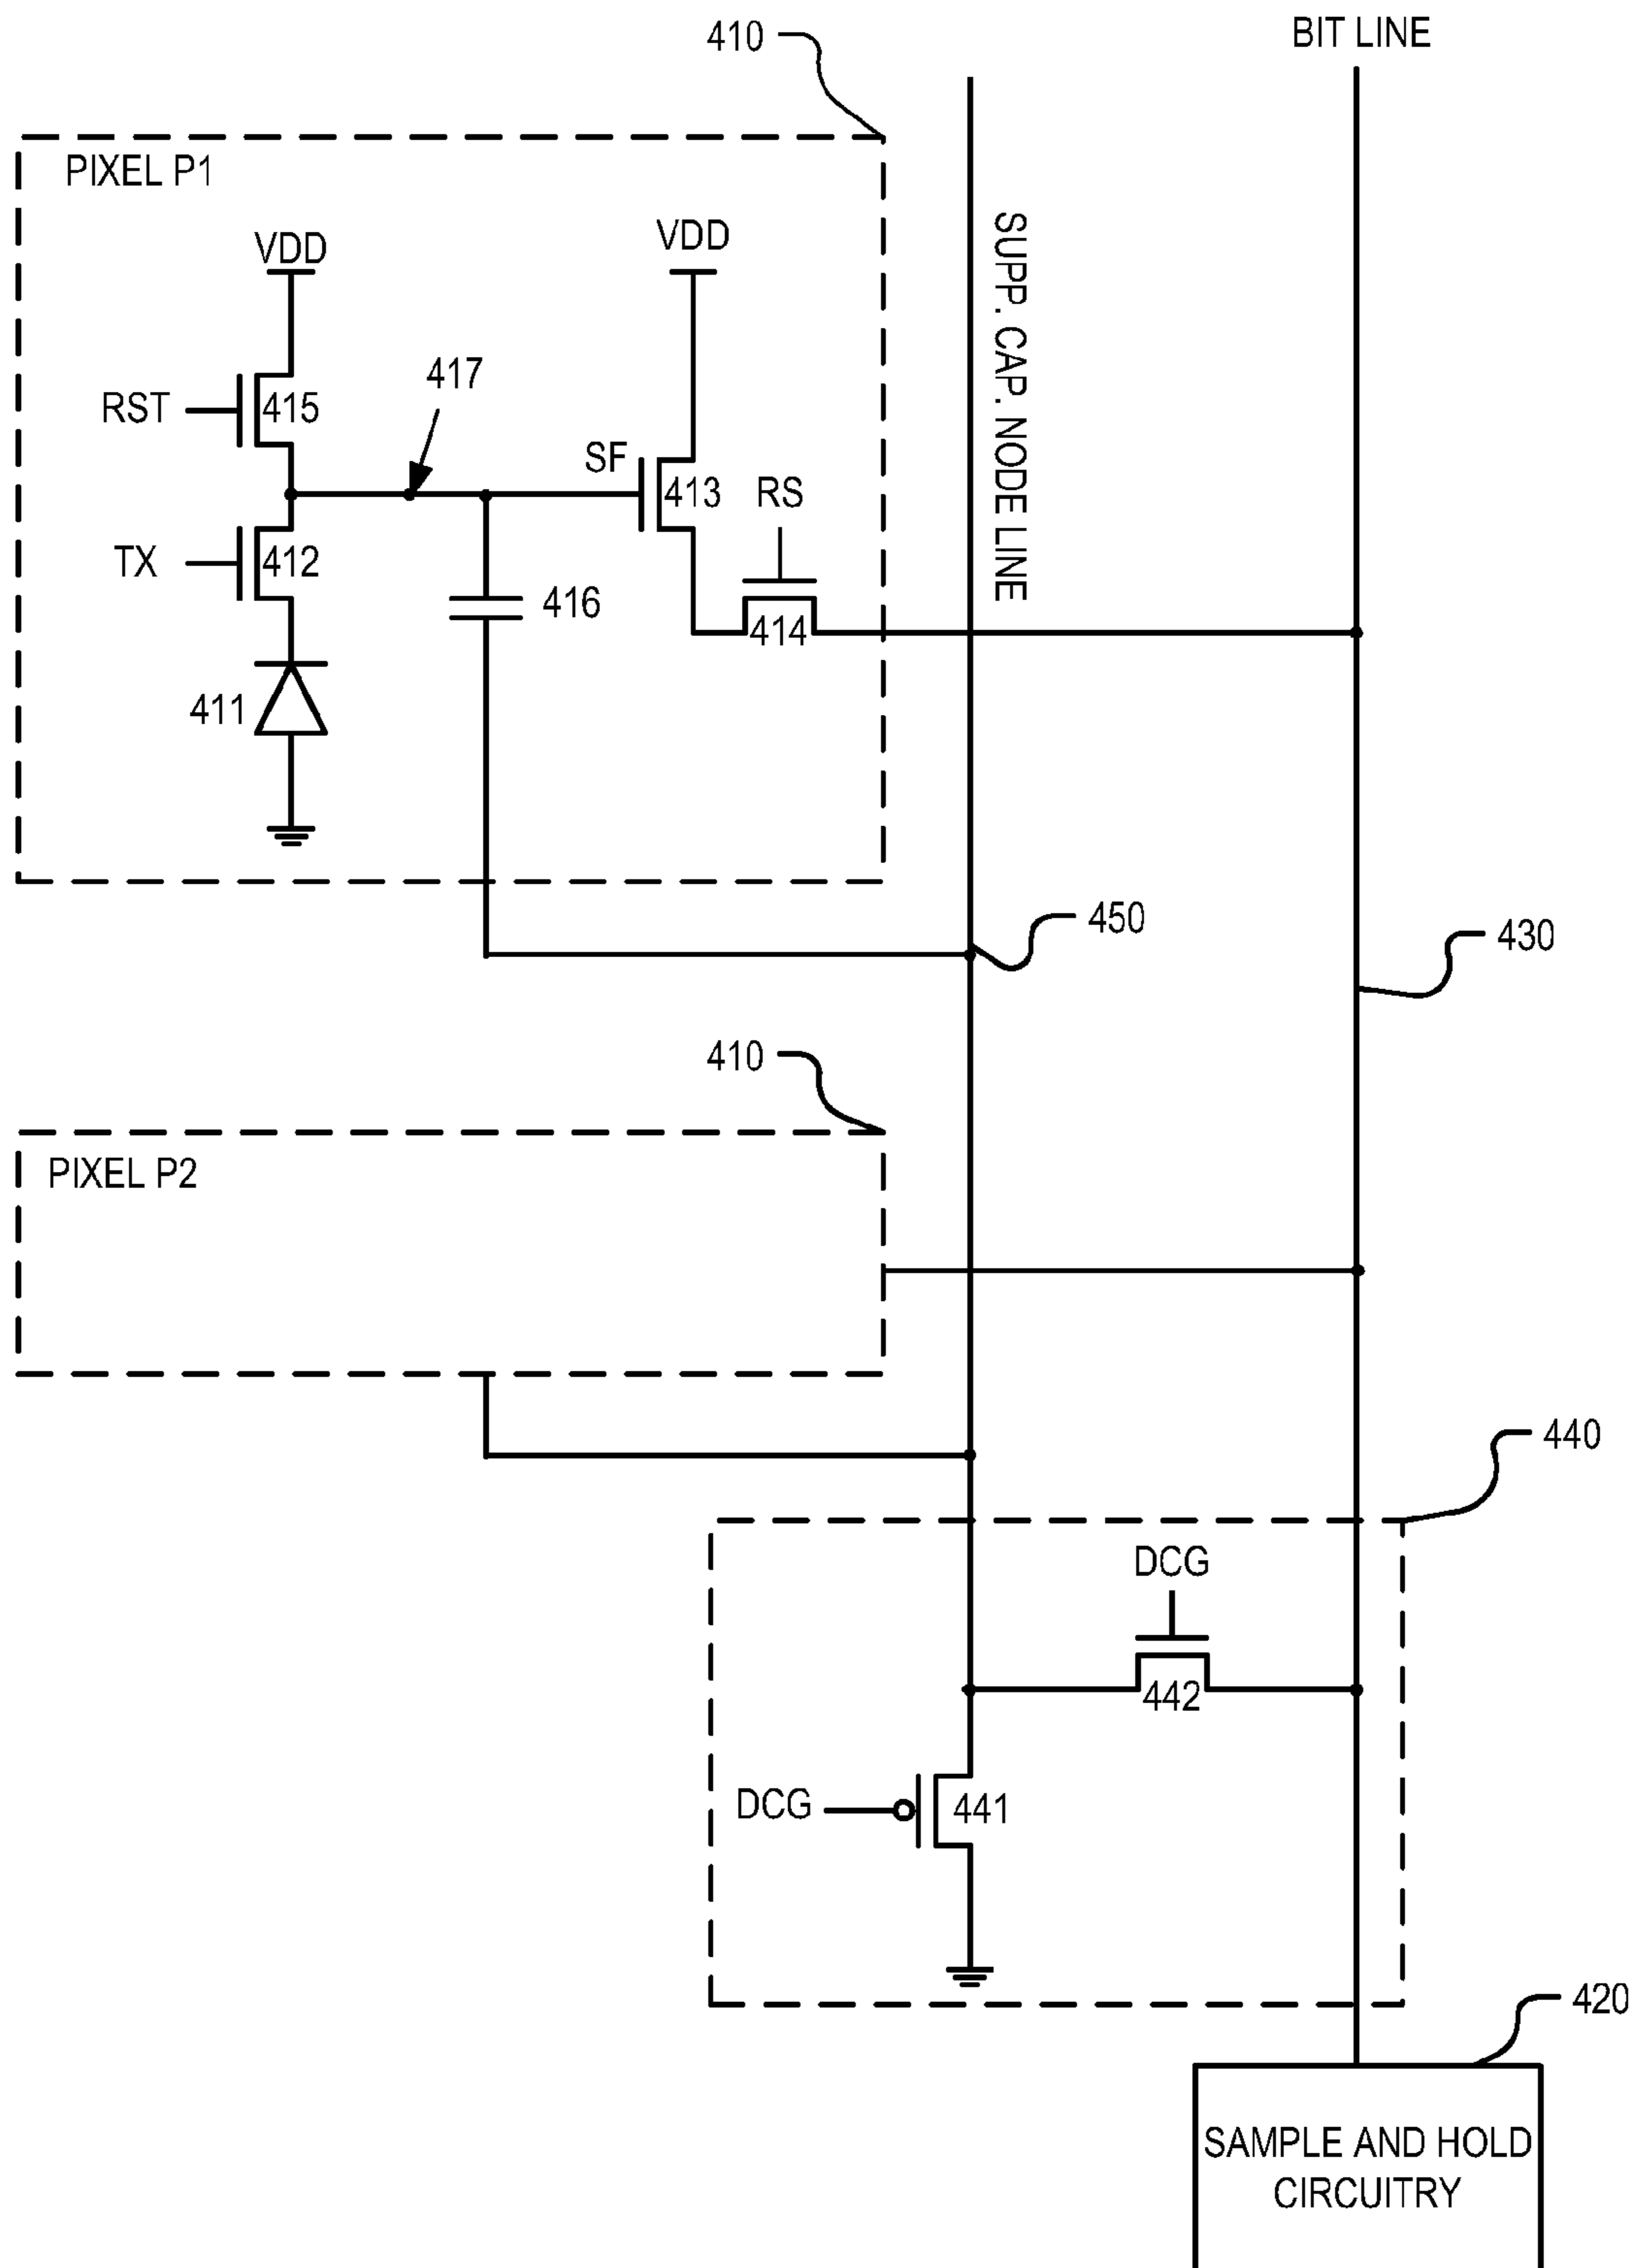 410
BIT LINE
PIXEL P1
VDD
VDD
SUPP. CAP. NODE LINE
417
RST
415
SF
413
RS
TX
412
416
414
411
450
430
410
PIXEL P2
440
DCG
442
DCG
441
420
SAMPLE AND HOLD
CIRCUITRY